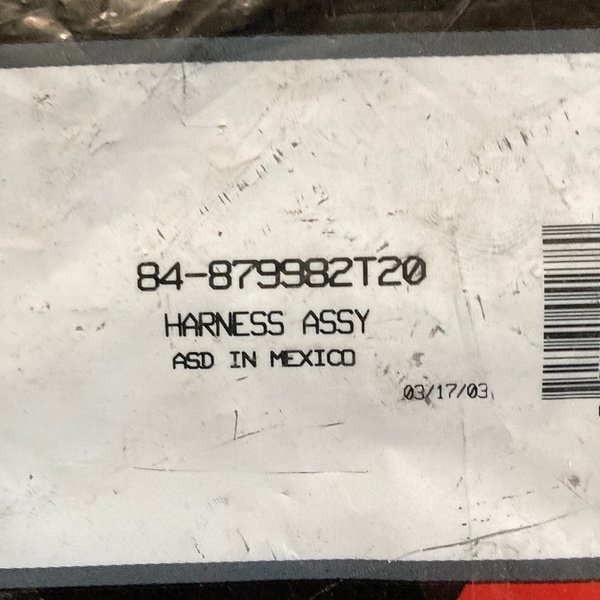 84-879982T20
HARNESS ASSY
ASD IN MEXICO
03/17/03